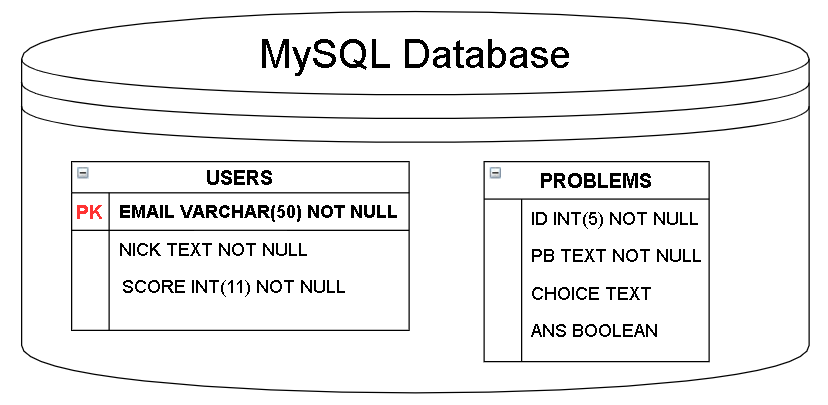 MySQL Database
USERS
PK EMAIL VARCHAR(50) NOT NULL
NICK TEXT NOT NULL
SCORE INT(11) NOT NULL
PROBLEMS
ID INT(5) NOT NULL
PB TEXT NOT NULL
CHOICE TEXT
ANS BOOLEAN